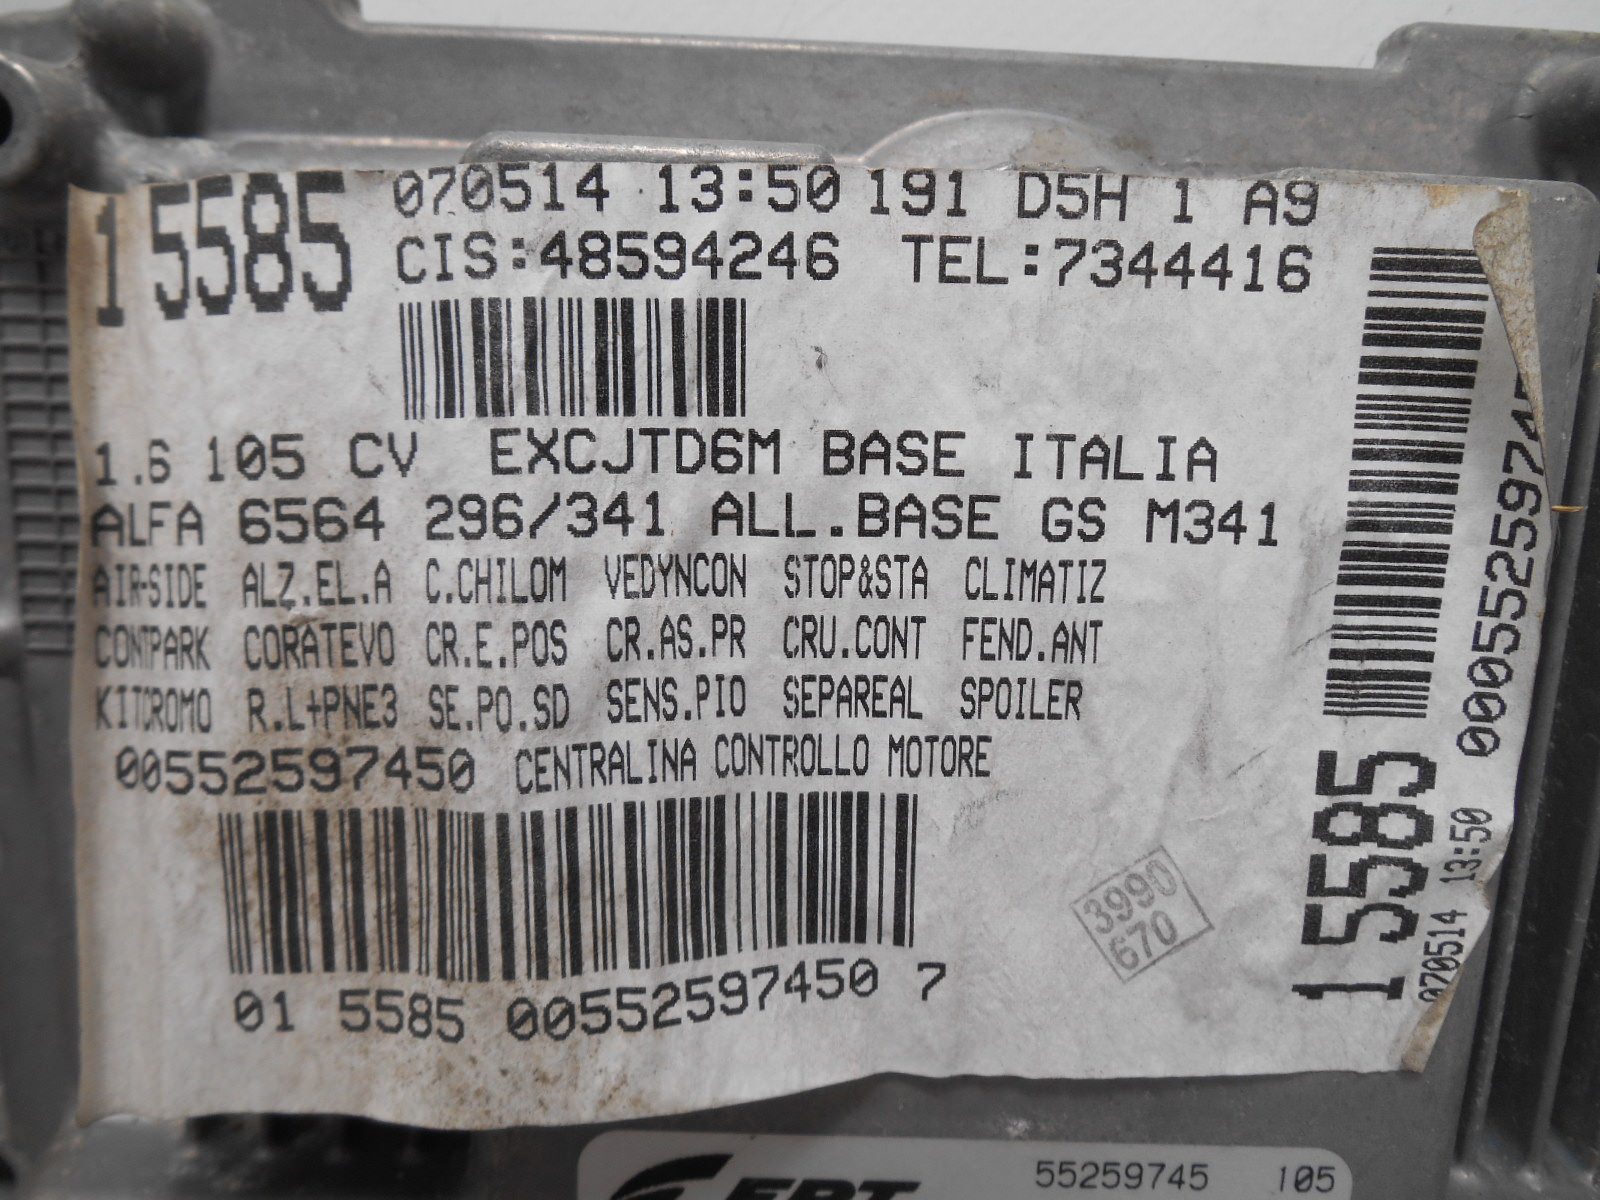 1 5585
070514 13:50 191 D5H 1 A9
CIS:48594246 TEL:7344416
1.6 105 CV EXCJTD6M BASE ITALIA
ALFA 6564 296/341 ALL.BASE GS M341
AIR-SIDE ALZ.EL.A C.CHILOM VEDYNCON STOP&STA CLIMATIZ
CONTPARK CORATEVO CR.E.POS CR.AS.PR CRU.CONT FEND.ANT
KITCROMO R.L+PNE3 SE.PO.SD SENS.PIO SEPAREAL SPOILER
00552597450 CENTRALINA CONTROLLO MOTORE
01 5585 00552597450 7
3990
670
1 5585
070514 13:50
00055259745
FPT 55259745 105